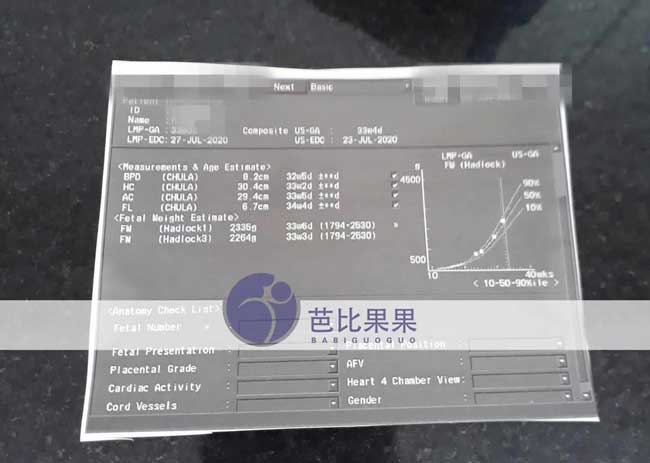 Next Basic
Patient
ID
Name :
LMP-GA : Composite US-GA : 33w4d
LMP-EDC: 27-JUL-2020 US-EDC : 23-JUL-2020
<Measurements & Age Estimate>
BPD (CHULA) 8.2cm 32w5d ±**d
HC (CHULA) 30.4cm 33w2d ±**d
AC (CHULA) 29.4cm 33w5d ±**d
FL (CHULA) 6.7cm 34w4d ±**d
<Fetal Weight Estimate>
FW (Hadlock1) 2335g 33w6d (1794-2630)
FW (Hadlock3) 2264g 33w3d (1794-2630)
LMP-GA US-GA
g FW (Hadlock)
4500
90%
50%
10%
500
10 40wks
< 10-50-90%ile >
<Anatomy Check List>
Fetal Number
芭比果果
BABIGUOGUO
Fetal Presentation : Placental Position :
Placental Grade : AFV :
Cardiac Activity : Heart 4 Chamber View:
Cord Vessels : Gender :